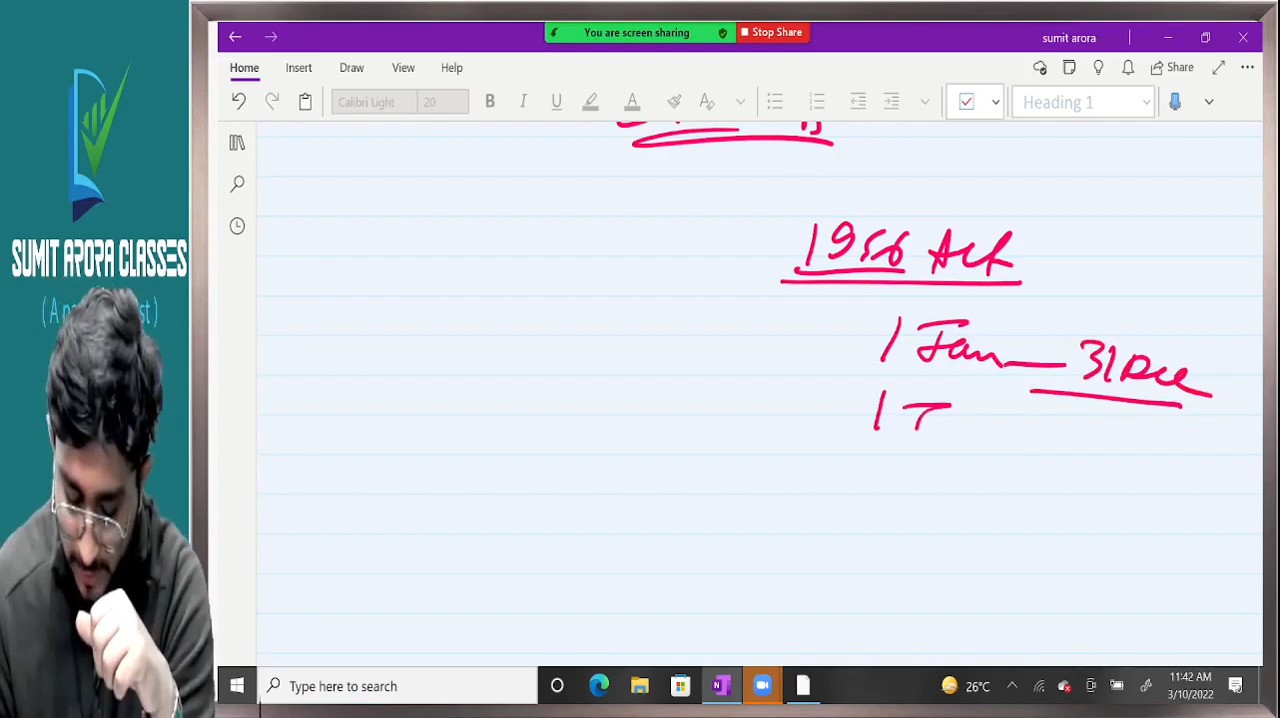 You are screen sharing
Stop Share
sumit arora
Home Insert Draw View Help
Share
Calibri Light 20 B I U A Heading 1
SUMIT ARORA CLASSES
1956 Act
1 Jan — 31 Dec
1
Type here to search
26°C
11:42 AM
3/10/2022